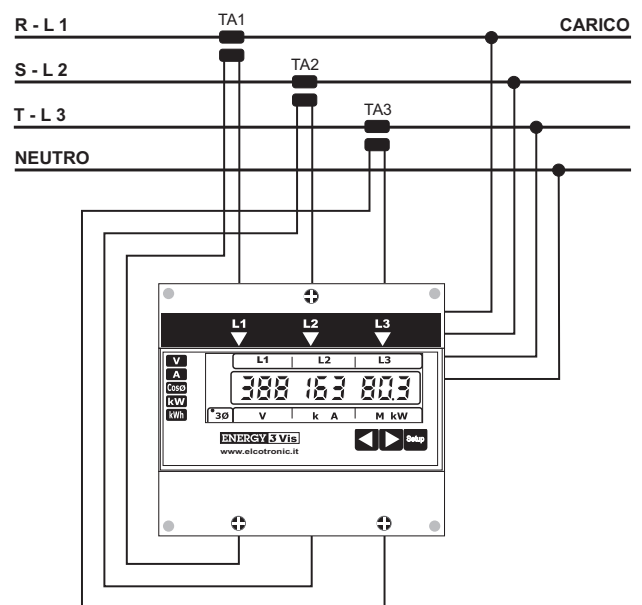 TA1
R - L 1 CARICO
TA2
S - L 2
TA3
T - L 3
NEUTRO
L1 L2 L3
V L1 L2 L3
A
Cosø 388 163 80.3
kW
kWh 3Ø V k A M kW
ENERGY 3 Vis Setup
www.elcotronic.it